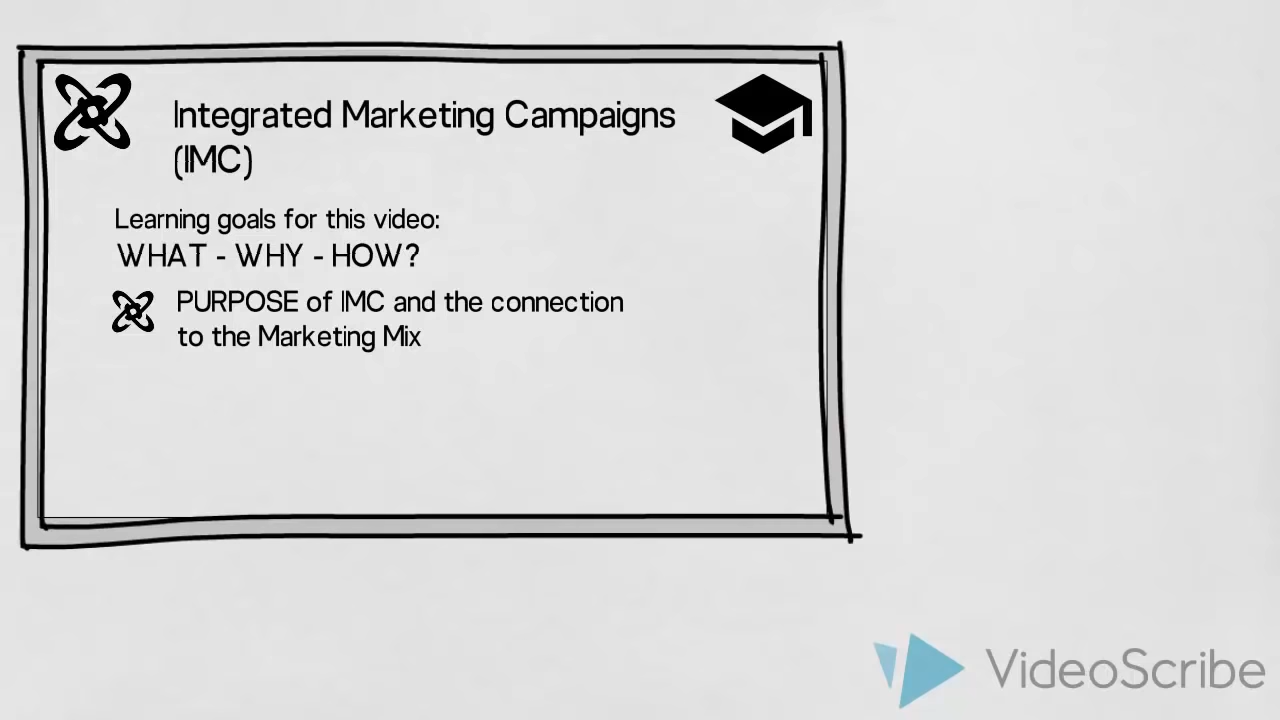 Integrated Marketing Campaigns
(IMC)
Learning goals for this video:
WHAT - WHY - HOW?
PURPOSE of IMC and the connection
to the Marketing Mix
VideoScribe